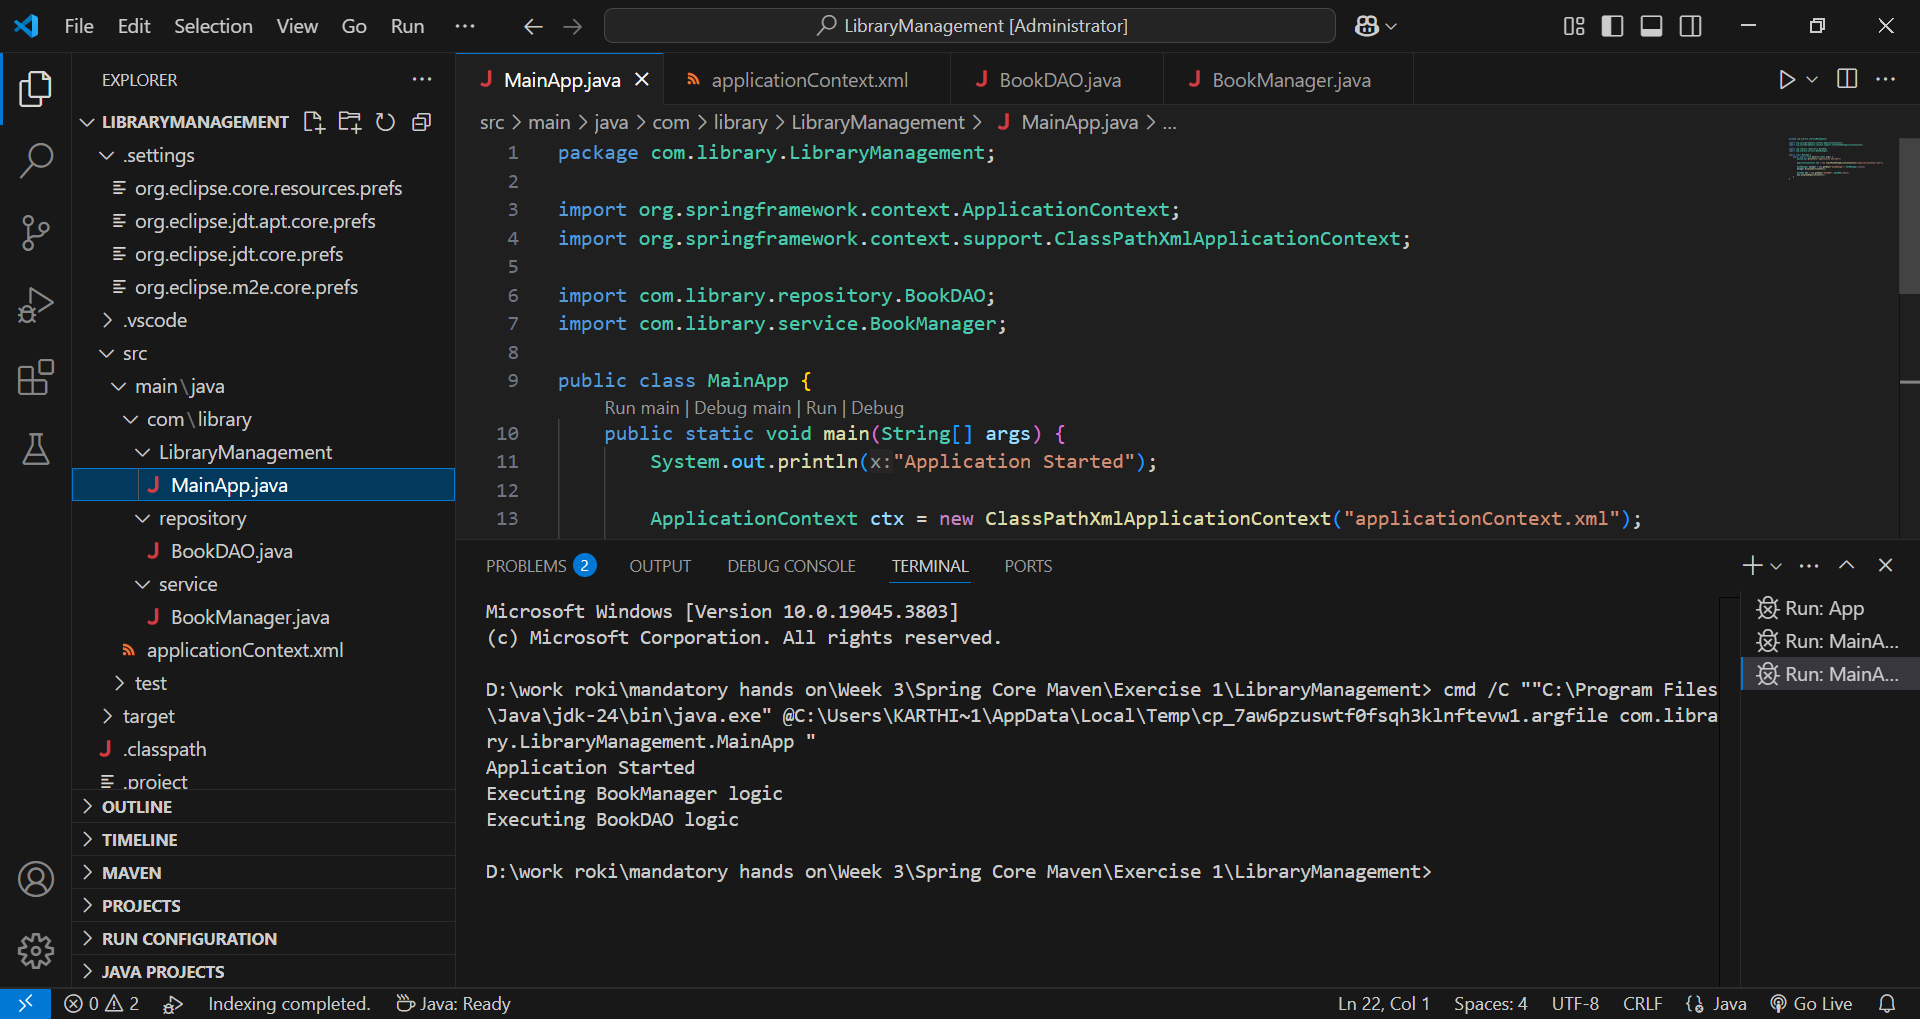 File Edit Selection View Go Run ...
LibraryManagement [Administrator]
EXPLORER
LIBRARYMANAGEMENT
.settings
org.eclipse.core.resources.prefs
org.eclipse.jdt.apt.core.prefs
org.eclipse.jdt.core.prefs
org.eclipse.m2e.core.prefs
.vscode
src
main\java
com\library
LibraryManagement
MainApp.java
repository
BookDAO.java
service
BookManager.java
applicationContext.xml
test
target
.classpath
.project
OUTLINE
TIMELINE
MAVEN
PROJECTS
RUN CONFIGURATION
JAVA PROJECTS
MainApp.java applicationContext.xml BookDAO.java BookManager.java
src > main > java > com > library > LibraryManagement > MainApp.java > ...
1 package com.library.LibraryManagement;
2
3 import org.springframework.context.ApplicationContext;
4 import org.springframework.context.support.ClassPathXmlApplicationContext;
5
6 import com.library.repository.BookDAO;
7 import com.library.service.BookManager;
8
9 public class MainApp {
Run main | Debug main | Run | Debug
10 public static void main(String[] args) {
11 System.out.println(x:"Application Started");
12
13 ApplicationContext ctx = new ClassPathXmlApplicationContext("applicationContext.xml");
PROBLEMS 2 OUTPUT DEBUG CONSOLE TERMINAL PORTS
Microsoft Windows [Version 10.0.19045.3803]
(c) Microsoft Corporation. All rights reserved.
D:\work roki\mandatory hands on\Week 3\Spring Core Maven\Exercise 1\LibraryManagement> cmd /C ""C:\Program Files
\Java\jdk-24\bin\java.exe" @C:\Users\KARTHI~1\AppData\Local\Temp\cp_7aw6pzuswtf0fsqh3klnftevw1.argfile com.libra
ry.LibraryManagement.MainApp "
Application Started
Executing BookManager logic
Executing BookDAO logic
D:\work roki\mandatory hands on\Week 3\Spring Core Maven\Exercise 1\LibraryManagement>
Run: App
Run: MainA...
Run: MainA...
0 2 Indexing completed. Java: Ready
Ln 22, Col 1 Spaces: 4 UTF-8 CRLF Java Go Live